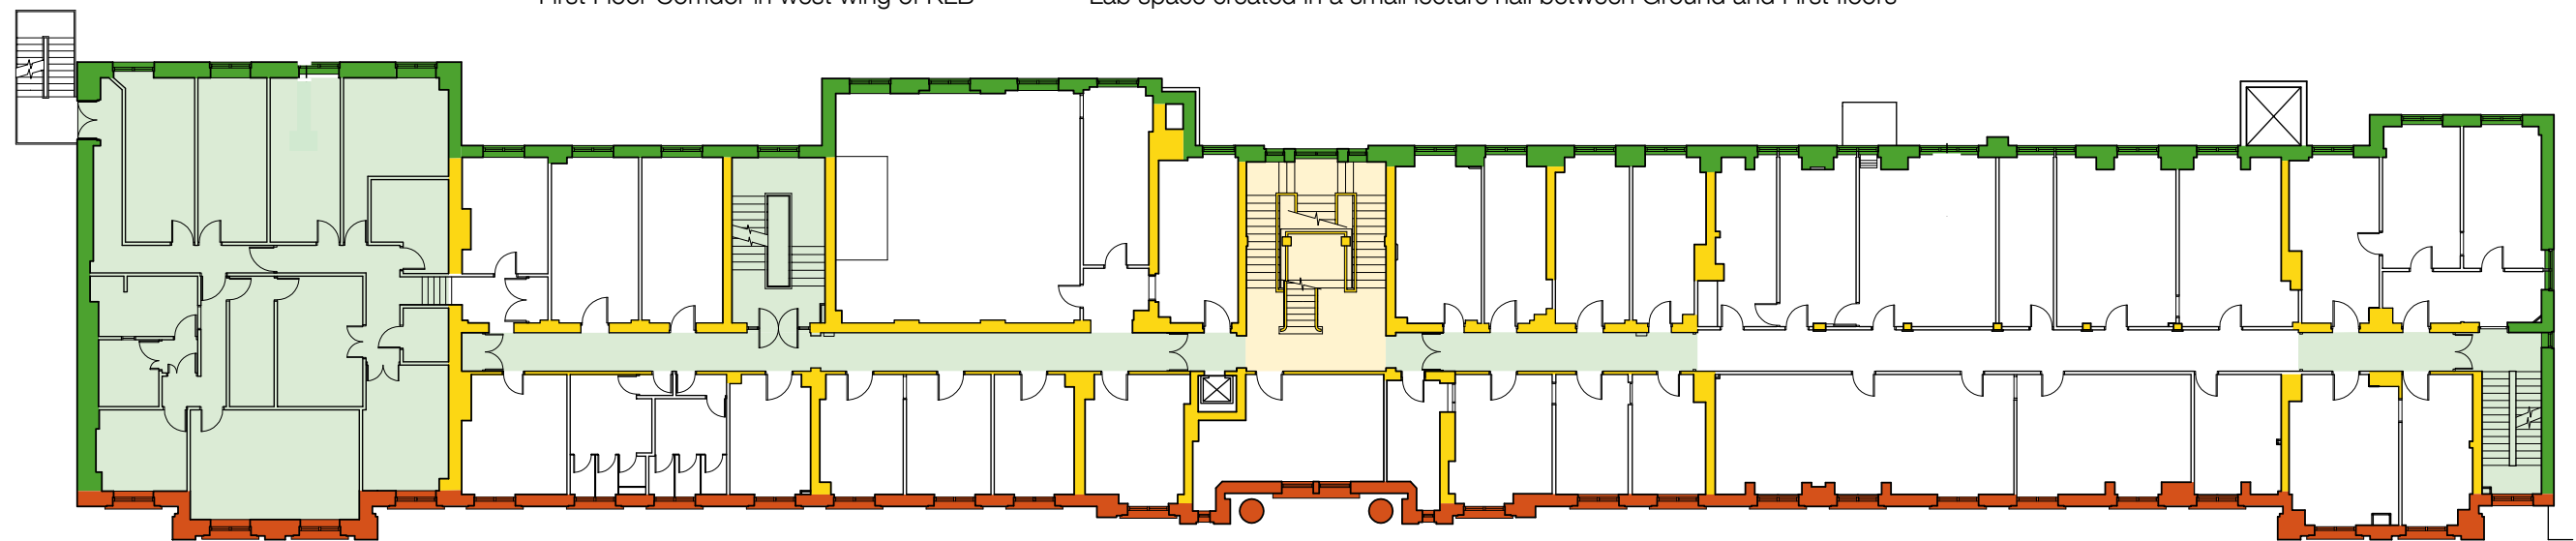 First Floor Corridor in west wing of KLB
Lab space created in a small lecture hall between Ground and First floors